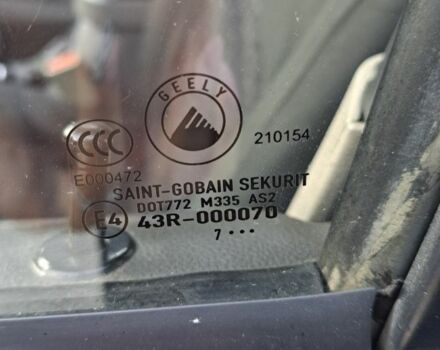 GEELY
CCC
210154
E000472
SAINT-GOBAIN SEKURIT
DOT772 M335 AS2
E4 43R-000070
7 •••